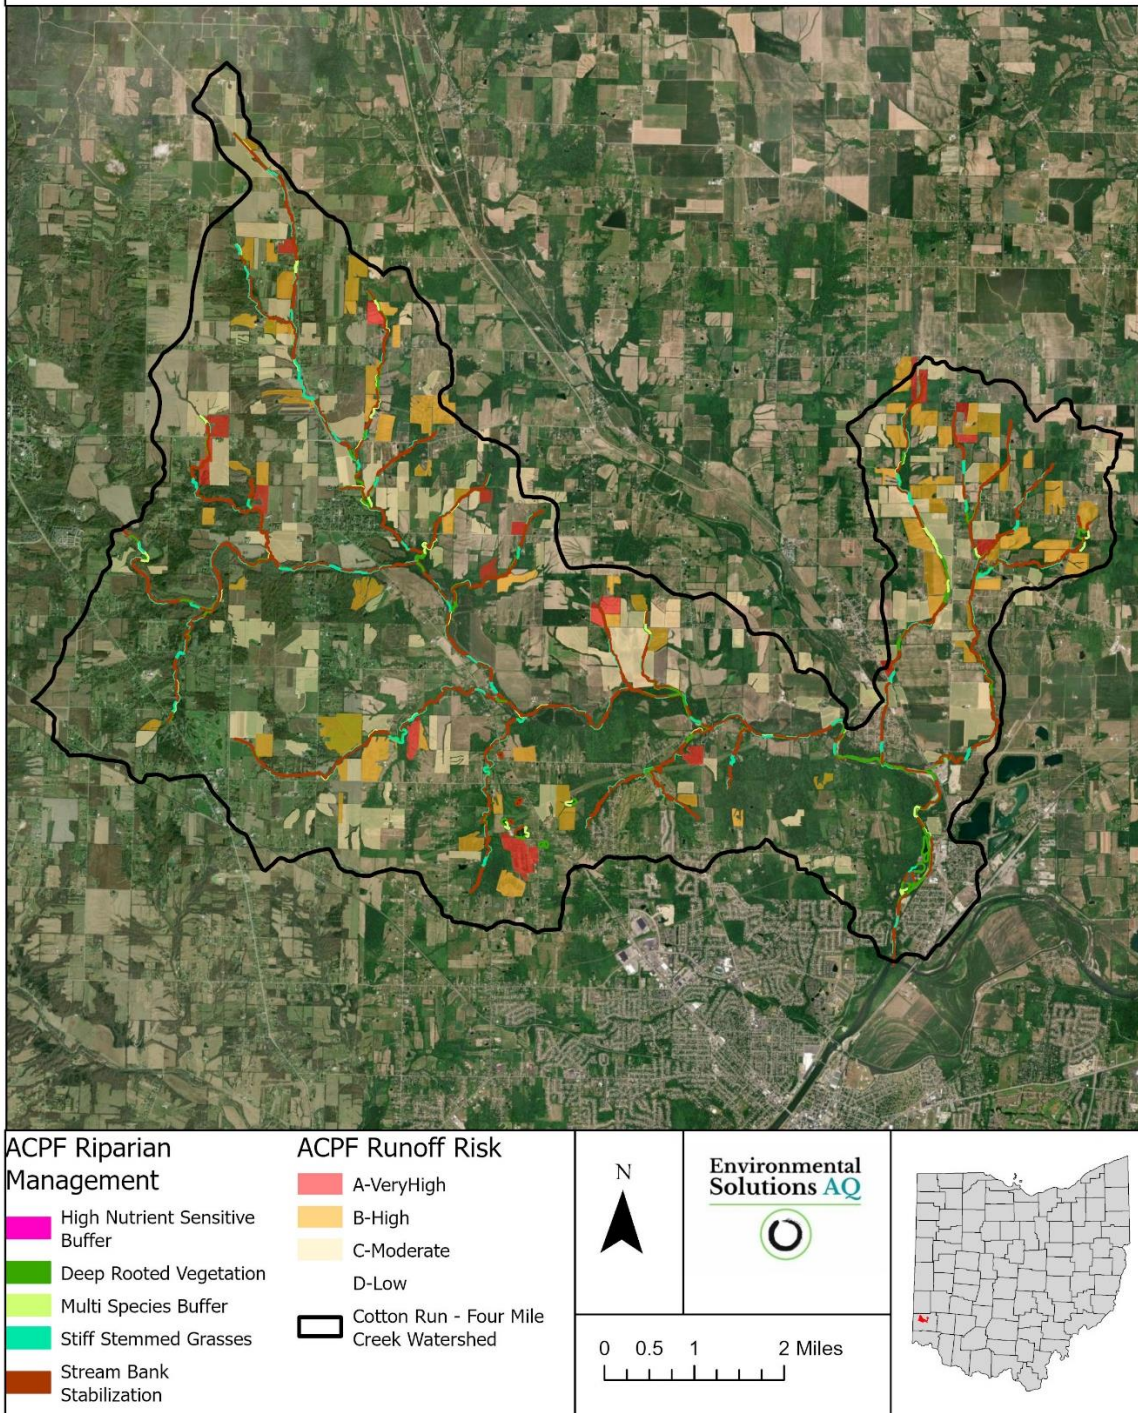 ACPF Riparian
Management
High Nutrient Sensitive
Buffer
Deep Rooted Vegetation
Multi Species Buffer
Stiff Stemmed Grasses
Stream Bank
Stabilization
ACPF Runoff Risk
A-VeryHigh
B-High
C-Moderate
D-Low
Cotton Run - Four Mile
Creek Watershed
N
0 0.5 1 2 Miles
Environmental
Solutions AQ